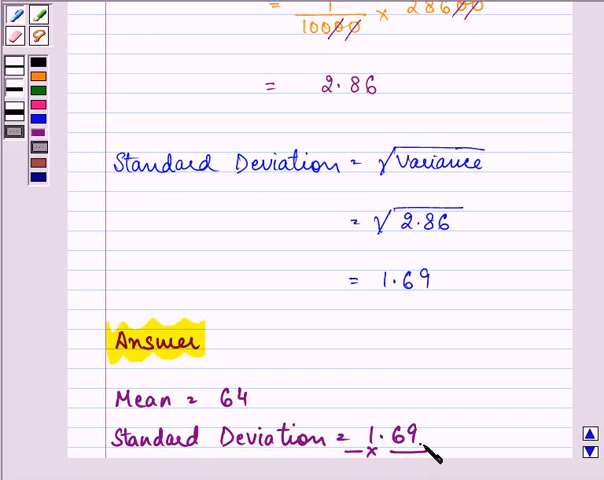 = 1/10000 × 28600
= 2.86
Standard Deviation = √Variance
= √2.86
= 1.69
Answer
Mean = 64
Standard Deviation = 1.69.